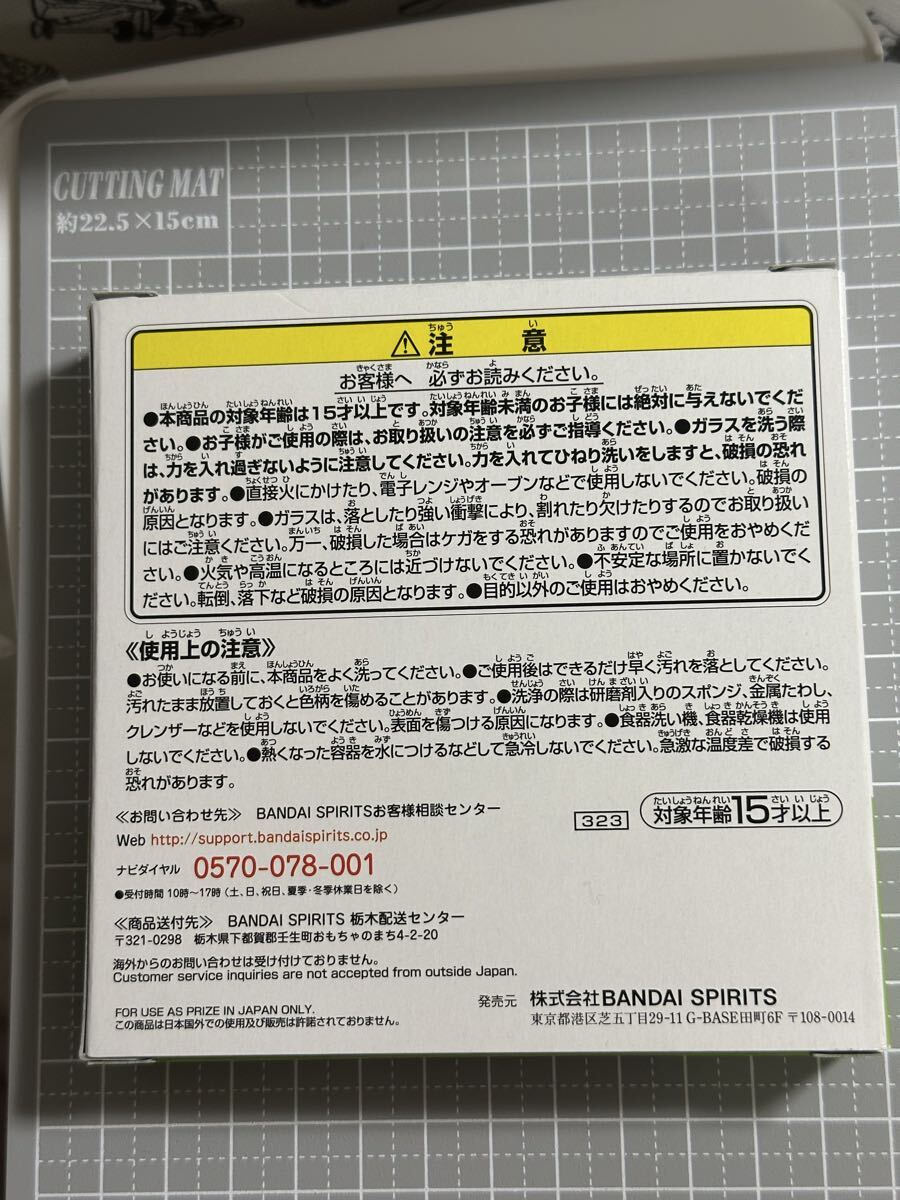 CUTTING MAT
約22.5×15cm
⚠注意
お客様へ 必ずお読みください。
●本商品の対象年齢は15才以上です。対象年齢未満のお子様には絶対に与えないでくだ
さい。●お子様がご使用の際は、お取り扱いの注意を必ずご指導ください。●ガラスを洗う際
は、力を入れ過ぎないように注意してください。力を入れてひねり洗いをしますと、破損の恐れ
があります。●直接火にかけたり、電子レンジやオーブンなどで使用しないでください。破損の
原因となります。●ガラスは、落としたり強い衝撃により、割れたり欠けたりするのでお取り扱い
にはご注意ください。万一、破損した場合はケガをする恐れがありますのでご使用をおやめくだ
さい。●火気や高温になるところには近づけないでください。●不安定な場所に置かないでく
ださい。転倒、落下など破損の原因となります。●目的以外のご使用はおやめください。
《使用上の注意》
●お使いになる前に、本商品をよく洗ってください。●ご使用後はできるだけ早く汚れを落としてください。
汚れたまま放置しておくと色柄を傷めることがあります。●洗浄の際は研磨剤入りのスポンジ、金属たわし、
クレンザーなどを使用しないでください。表面を傷つける原因になります。●食器洗い機、食器乾燥機は使用
しないでください。●熱くなった容器を水につけるなどして急冷しないでください。急激な温度差で破損する
恐れがあります。
≪お問い合わせ先≫ BANDAI SPIRITSお客様相談センター
Web http://support.bandaispirits.co.jp
ナビダイヤル 0570-078-001
●受付時間 10時〜17時(土、日、祝日、夏季・冬季休業日を除く)
323
対象年齢15才以上
≪商品送付先≫ BANDAI SPIRITS 栃木配送センター
〒321-0298 栃木県下都賀郡壬生町おもちゃのまち4-2-20
海外からのお問い合わせは受け付けておりません。
Customer service inquiries are not accepted from outside Japan.
FOR USE AS PRIZE IN JAPAN ONLY.
この商品は日本国外での使用及び販売は許諾されておりません。
発売元 株式会社BANDAI SPIRITS
東京都港区芝五丁目29-11 G-BASE田町6F 〒108-0014